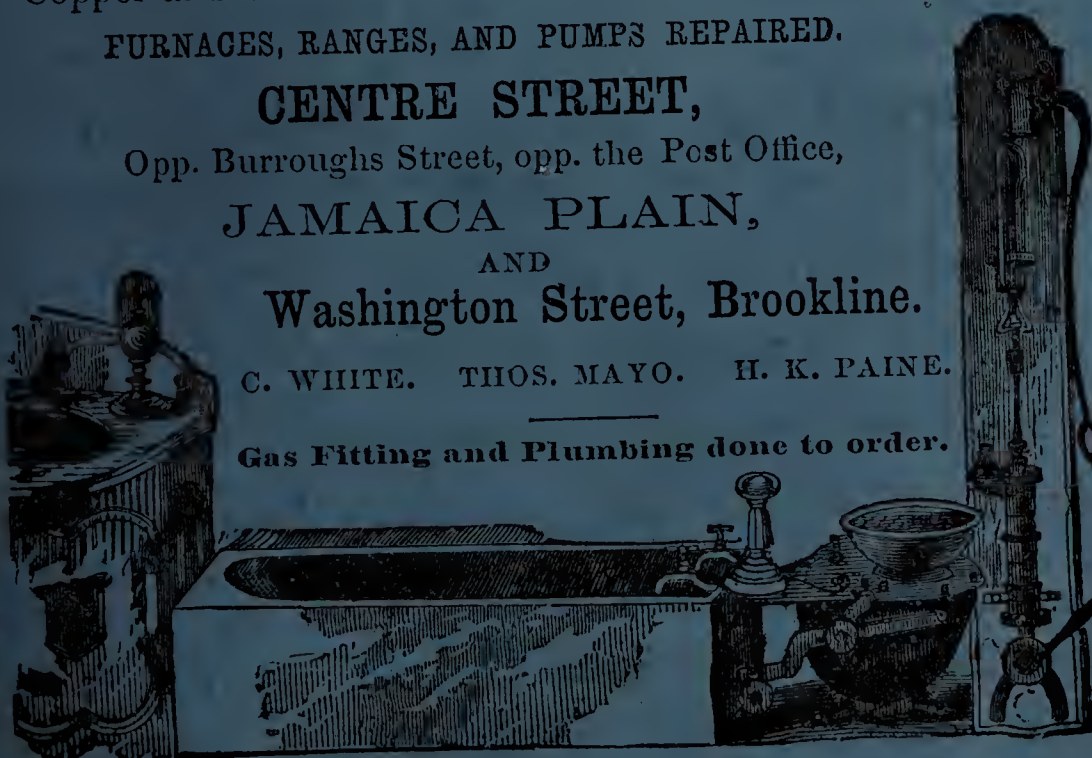 Copper
FURNACES, RANGES, AND PUMPS REPAIRED.
CENTRE STREET,
Opp. Burroughs Street, opp. the Post Office,
JAMAICA PLAIN,
AND
Washington Street, Brookline.
C. WHITE. THOS. MAYO. H. K. PAINE.
Gas Fitting and Plumbing done to order.